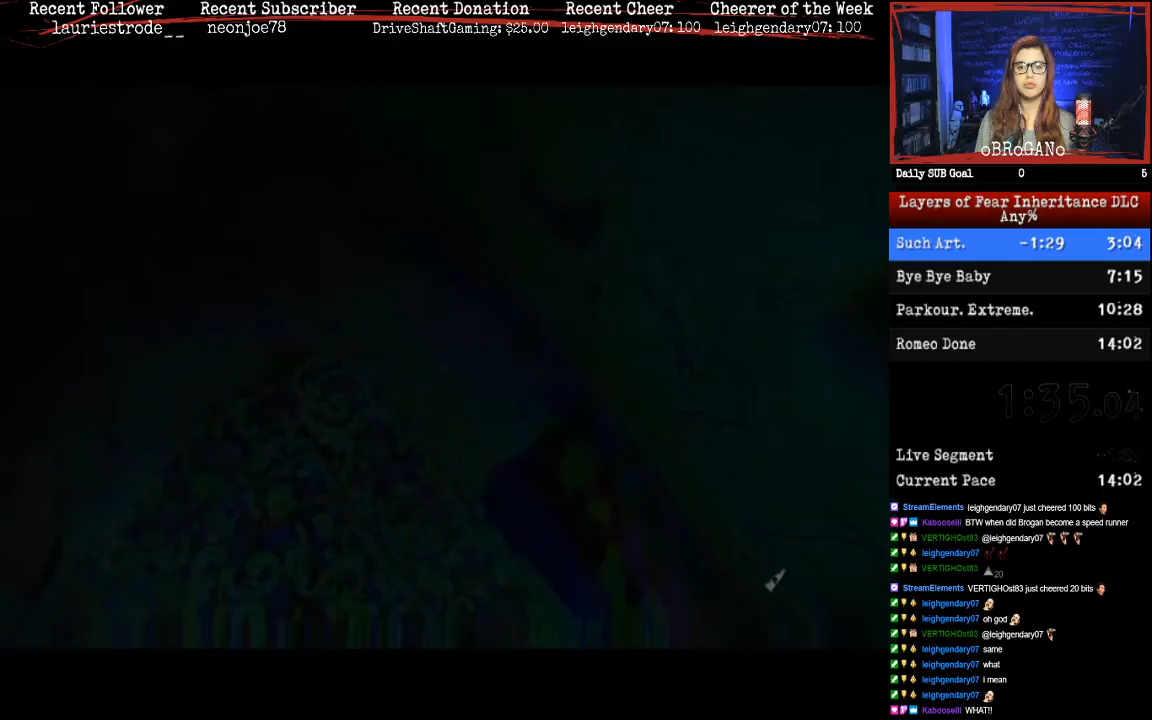 Recent Follower
lauriestrode__
Recent Subscriber
neonjoe78
Recent Donation
DriveShaftGaming: $25.00
Recent Cheer
leighgendary07: 100
Cheerer of the Week
leighgendary07: 100
oBRoGANo
Daily SUB Goal 0 5
Layers of Fear Inheritance DLC
Any%
Such Art. -1:29 3:04
Bye Bye Baby 7:15
Parkour. Extreme. 10:28
Romeo Done 14:02
1:35.04
Live Segment
Current Pace 14:02
StreamElements leighgendary07 just cheered 100 bits
Kabooseili BTW when did Brogan become a speed runner
VERTIGHOst83 @leighgendary07
leighgendary07
VERTIGHOst83 20
StreamElements VERTIGHOst83 just cheered 20 bits
leighgendary07
leighgendary07 oh god
VERTIGHOst83 @leighgendary07
leighgendary07 same
leighgendary07 what
leighgendary07 i mean
leighgendary07
Kabooseili WHAT!!